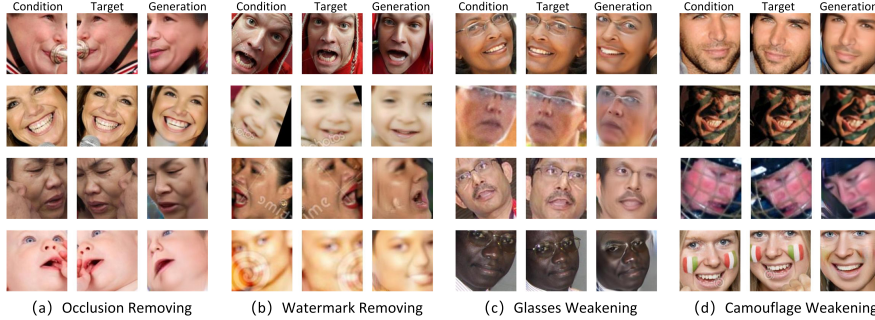 Condition Target Generation Condition Target Generation Condition Target Generation Condition Target Generation
(a) Occlusion Removing (b) Watermark Removing (c) Glasses Weakening (d) Camouflage Weakening